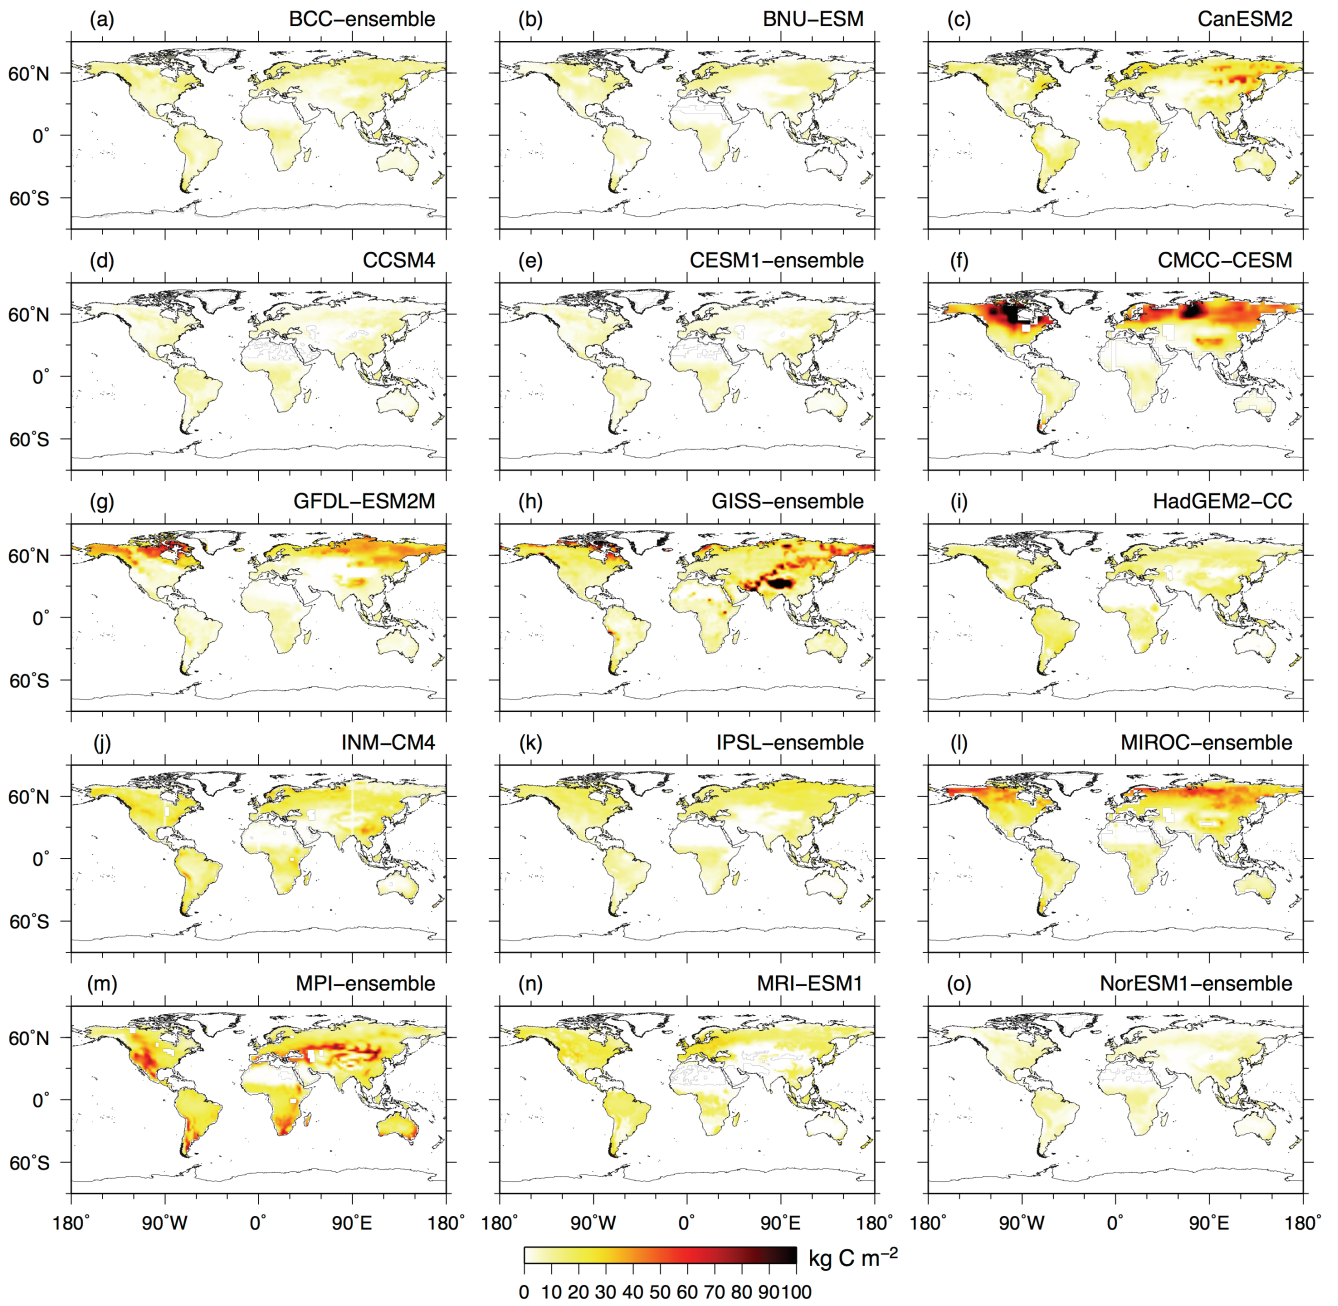 (a) BCC–ensemble (b) BNU–ESM (c) CanESM2
60˚N
0˚
60˚S
(d) CCSM4 (e) CESM1–ensemble (f) CMCC–CESM
60˚N
0˚
60˚S
(g) GFDL–ESM2M (h) GISS–ensemble (i) HadGEM2–CC
60˚N
0˚
60˚S
(j) INM–CM4 (k) IPSL–ensemble (l) MIROC–ensemble
60˚N
0˚
60˚S
(m) MPI–ensemble (n) MRI–ESM1 (o) NorESM1–ensemble
60˚N
0˚
60˚S
180˚ 90˚W 0˚ 90˚E 180˚ 90˚W 0˚ 90˚E 180˚ 90˚W 0˚ 90˚E 180˚
kg C m⁻²
0 10 20 30 40 50 60 70 80 90 100